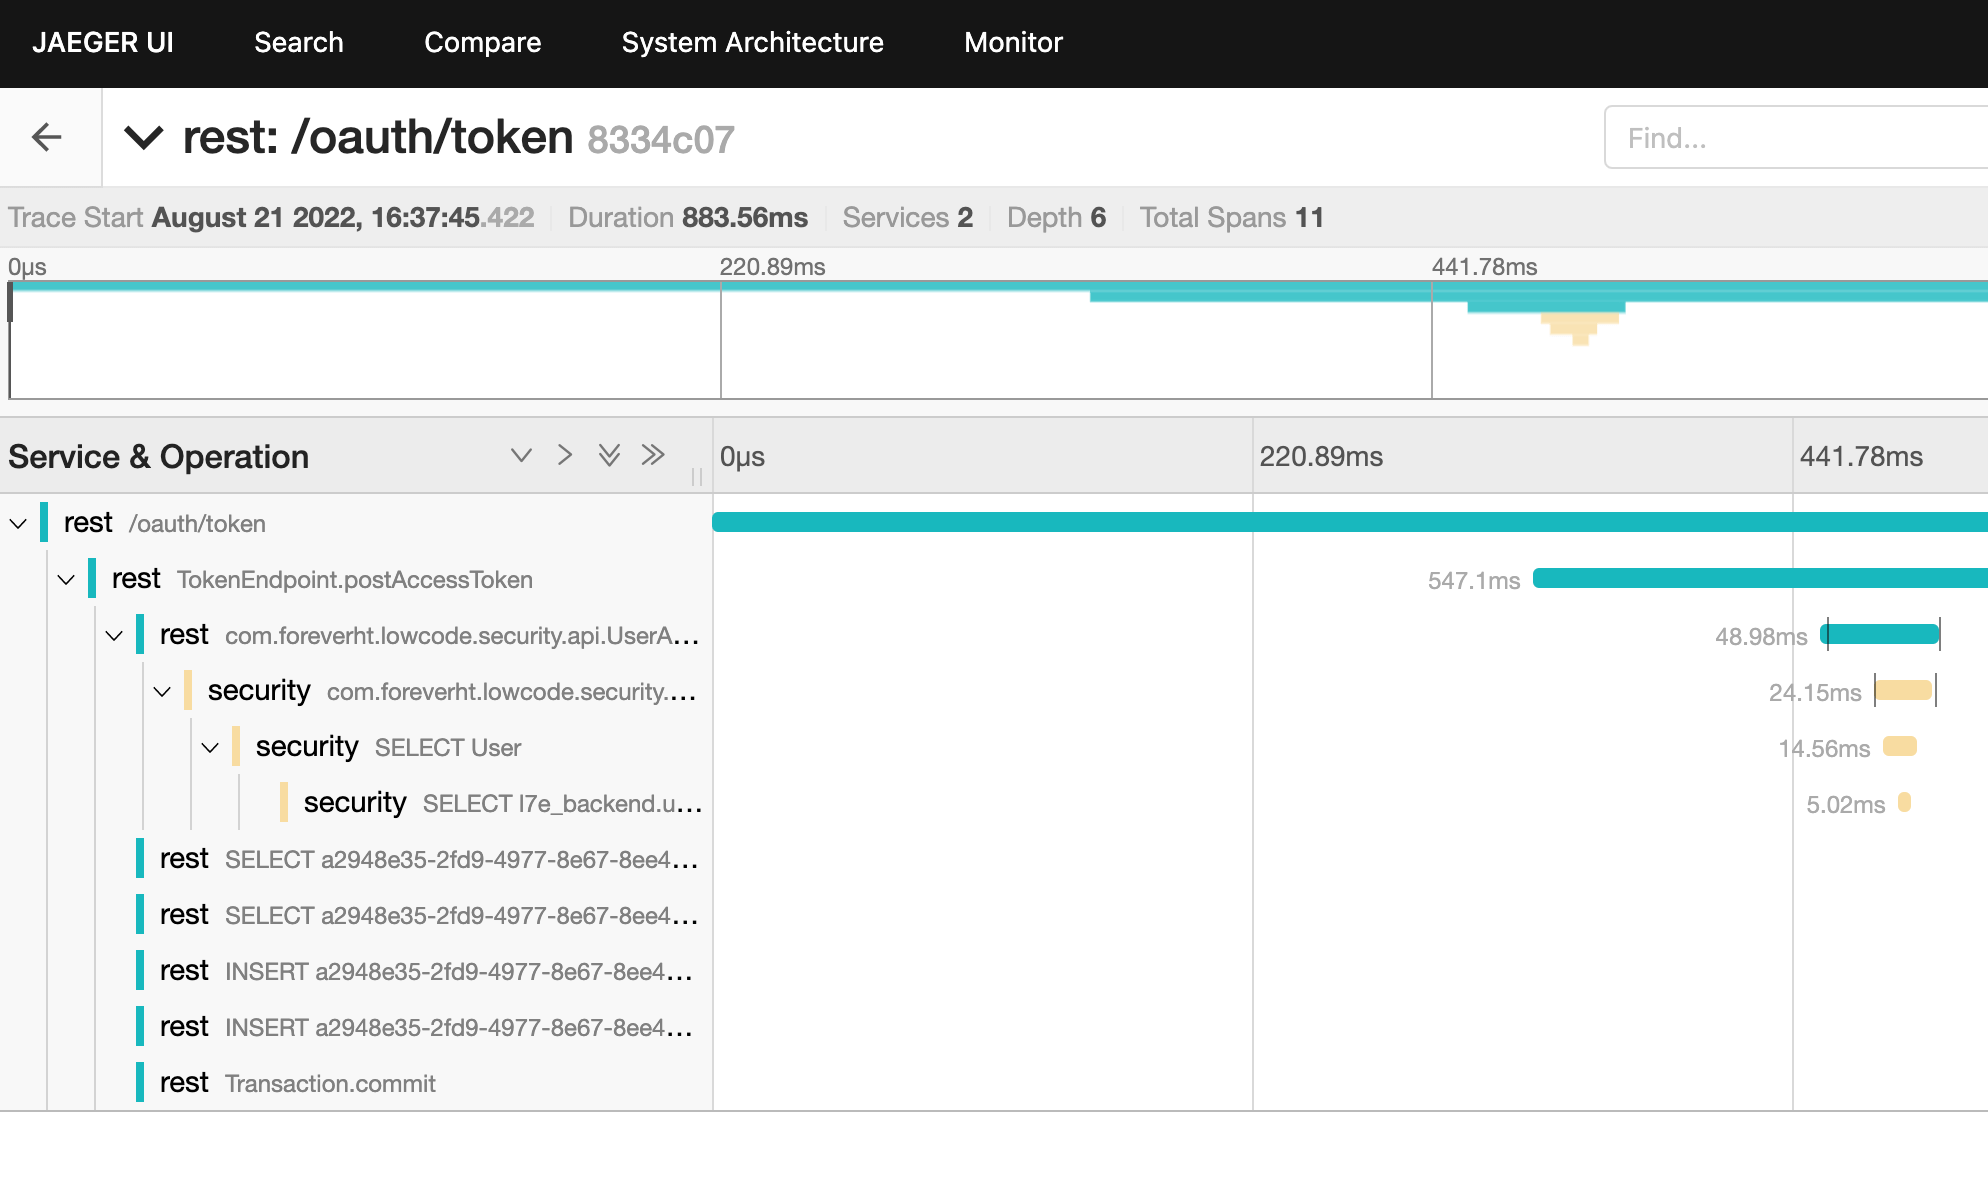 JAEGER UI Search Compare System Architecture Monitor
rest: /oauth/token 8334c07 Find...
Trace Start August 21 2022, 16:37:45.422 Duration 883.56ms Services 2 Depth 6 Total Spans 11
0μs 220.89ms 441.78ms
Service & Operation 0μs 220.89ms 441.78ms
rest /oauth/token
rest TokenEndpoint.postAccessToken 547.1ms
rest com.foreverht.lowcode.security.api.UserA... 48.98ms
security com.foreverht.lowcode.security.... 24.15ms
security SELECT User 14.56ms
security SELECT l7e_backend.u... 5.02ms
rest SELECT a2948e35-2fd9-4977-8e67-8ee4...
rest SELECT a2948e35-2fd9-4977-8e67-8ee4...
rest INSERT a2948e35-2fd9-4977-8e67-8ee4...
rest INSERT a2948e35-2fd9-4977-8e67-8ee4...
rest Transaction.commit